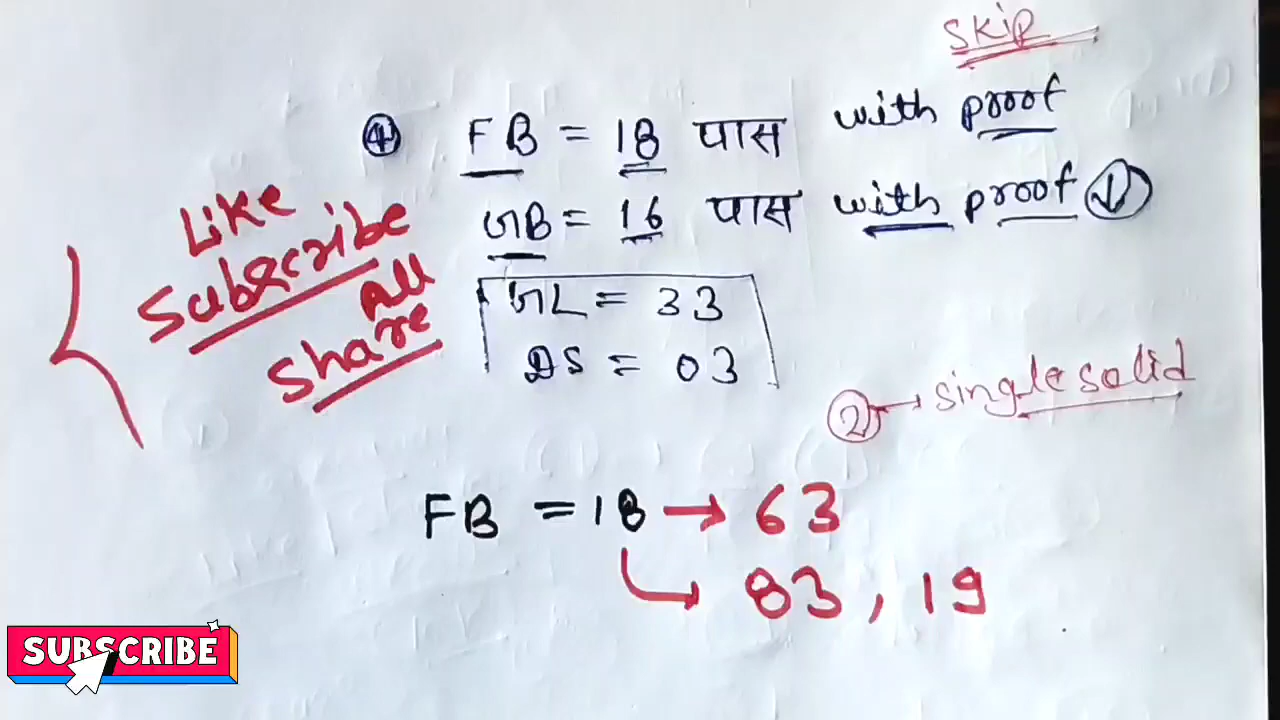 Skip
④ FB = 18 पास with proof
GB = 16 पास with proof
Like
Subscribe
All
Share
GL = 33
DS = 03
② → single solid
FB = 18 → 63
83, 19
SUBSCRIBE